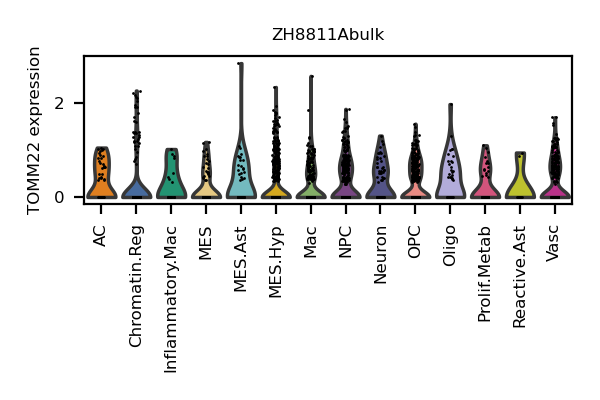 ZH8811Abulk
TOMM22 expression
2
0
AC
Chromatin.Reg
Inflammatory.Mac
MES
MES.Ast
MES.Hyp
Mac
NPC
Neuron
OPC
Oligo
Prolif.Metab
Reactive.Ast
Vasc